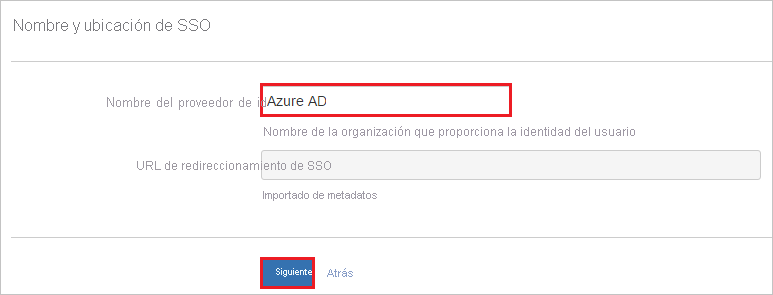 Nombre y ubicación de SSO
Nombre del proveedor de id Azure AD
Nombre de la organización que proporciona la identidad del usuario
URL de redireccionamiento de SSO
Importado de metadatos
Siguiente Atrás